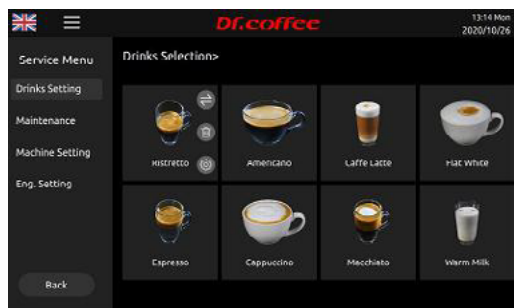 Dr.coffee
13:14 Mon
2020/10/26
Service Menu
Drinks Selection>
Drinks Setting
Maintenance
Machine Setting
Eng. Setting
Ristretto
Americano
Caffe Latte
Flat White
Espresso
Cappuccino
Macchiato
Warm Milk
Back